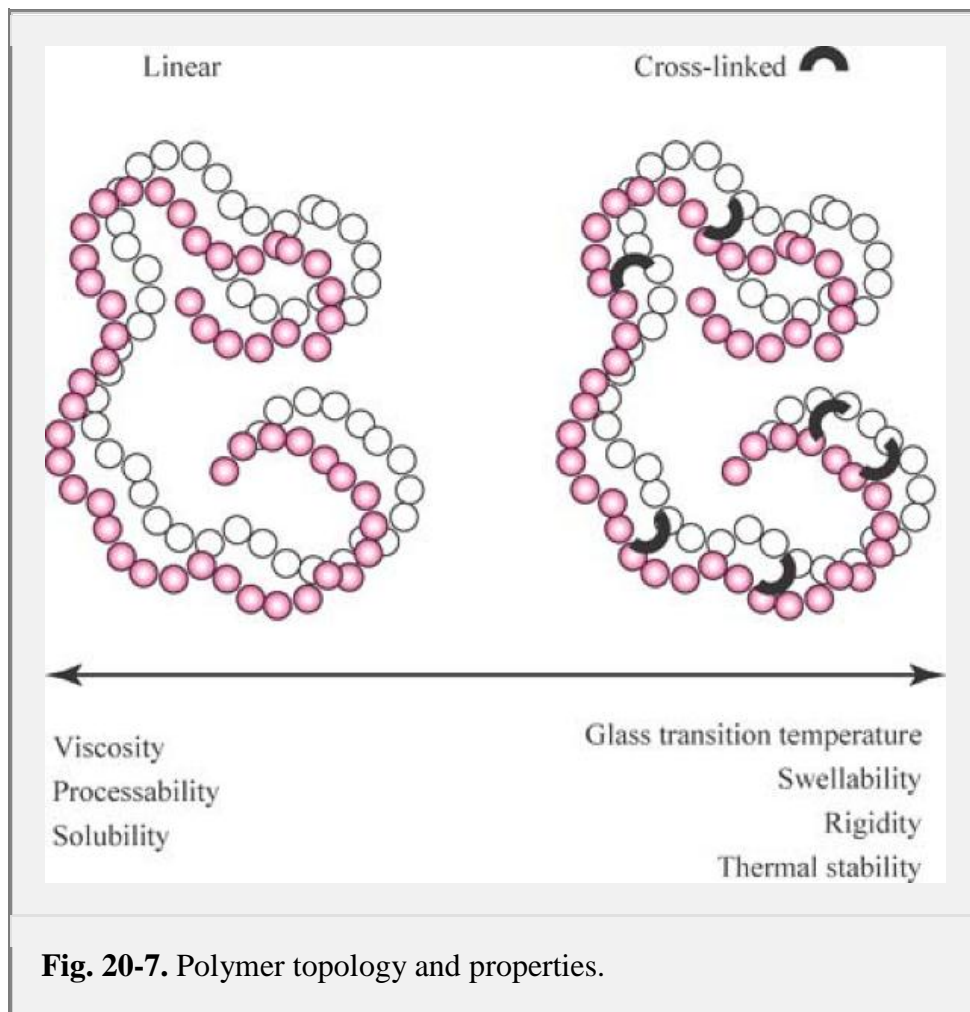 Linear
Cross-linked
Viscosity
Processability
Solubility
Glass transition temperature
Swellability
Rigidity
Thermal stability
Fig. 20-7. Polymer topology and properties.